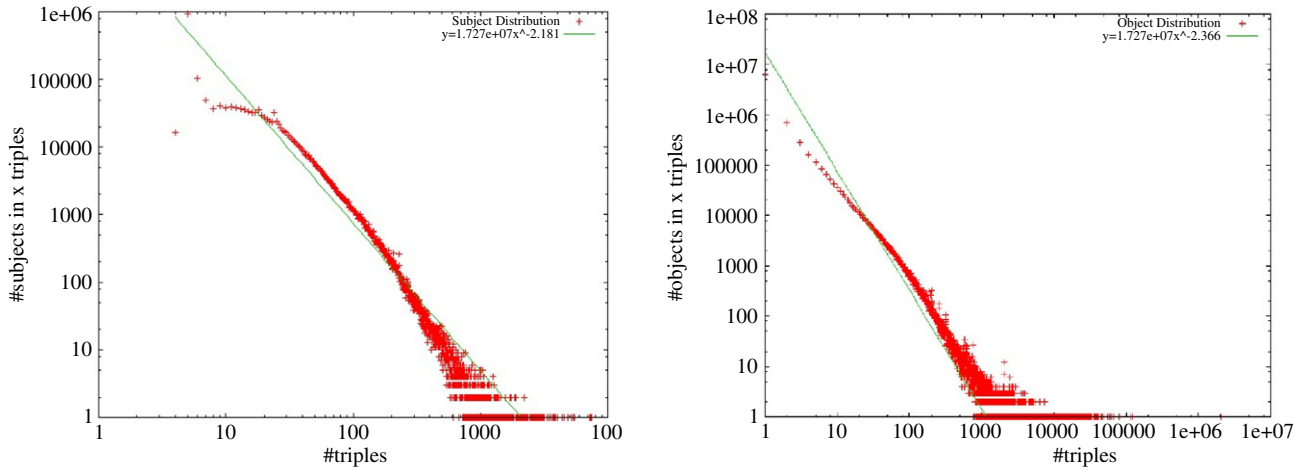 Subject Distribution
y=1.727e+07x^-2.181
1e+06
100000
10000
1000
100
10
1
#subjects in x triples
1 10 100 1000 100
#triples
Object Distribution
y=1.727e+07x^-2.366
1e+08
1e+07
1e+06
100000
10000
1000
100
10
1
#objects in x triples
1 10 100 1000 10000 100000 1e+06 1e+07
#triples